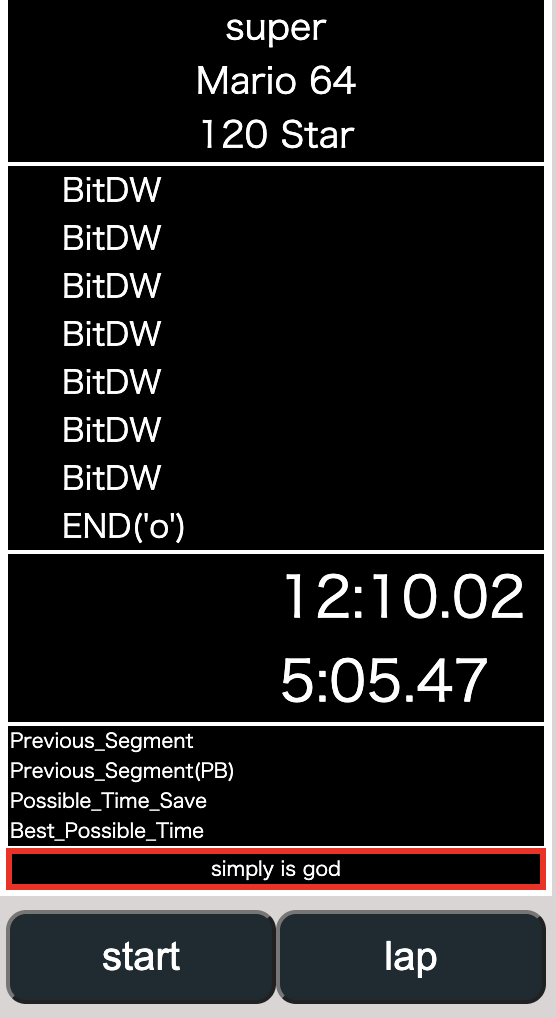 super
Mario 64
120 Star
BitDW
BitDW
BitDW
BitDW
BitDW
BitDW
BitDW
END('o')
12:10.02
5:05.47
Previous_Segment
Previous_Segment(PB)
Possible_Time_Save
Best_Possible_Time
simply is god
start lap